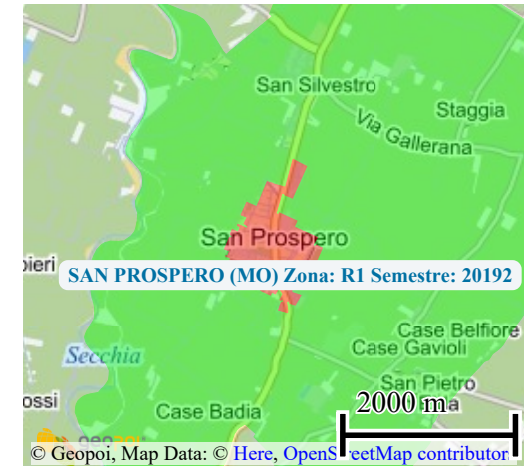 San Silvestro
Staggia
Via Gallerana
San Prospero
SAN PROSPERO (MO) Zona: R1 Semestre: 20192
Case Belfiore
Case Gavioli
Secchia
San Pietro
2000 m
Case Badia
© Geopoi, Map Data: © Here, OpenStreetMap contributor